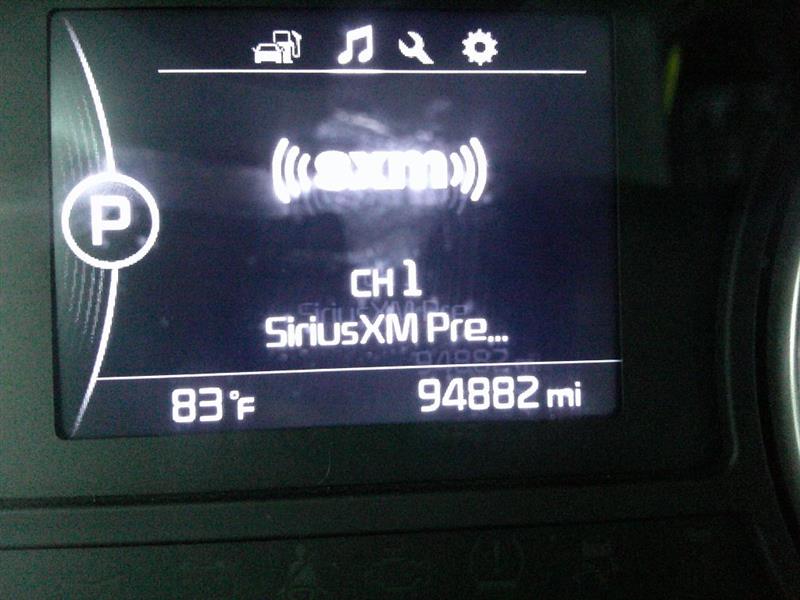 sxm
P
CH 1
SiriusXM Pre...
83°F
94882 mi